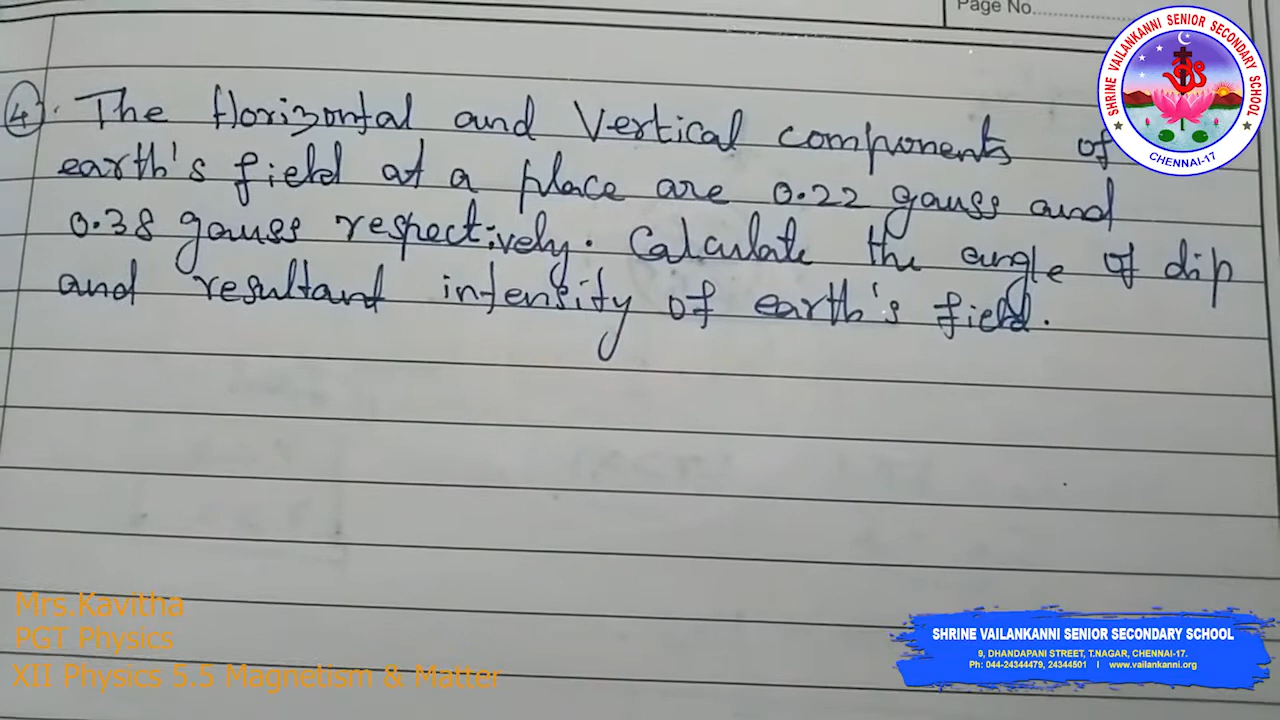 Page No..................
SHRINE VAILANKANNI SENIOR SECONDARY SCHOOL
CHENNAI-17
4. The Horizontal and Vertical components of
earth's field at a place are 0.22 gauss and
0.38 gauss respectively. Calculate the angle of dip
and resultant intensity of earth's field.
Mrs.Kavitha
PGT Physics
XII Physics 5.5 Magnetism & Matter
SHRINE VAILANKANNI SENIOR SECONDARY SCHOOL
9, DHANDAPANI STREET, T.NAGAR, CHENNAI-17.
Ph: 044-24344479, 24344501 | www.vailankanni.org